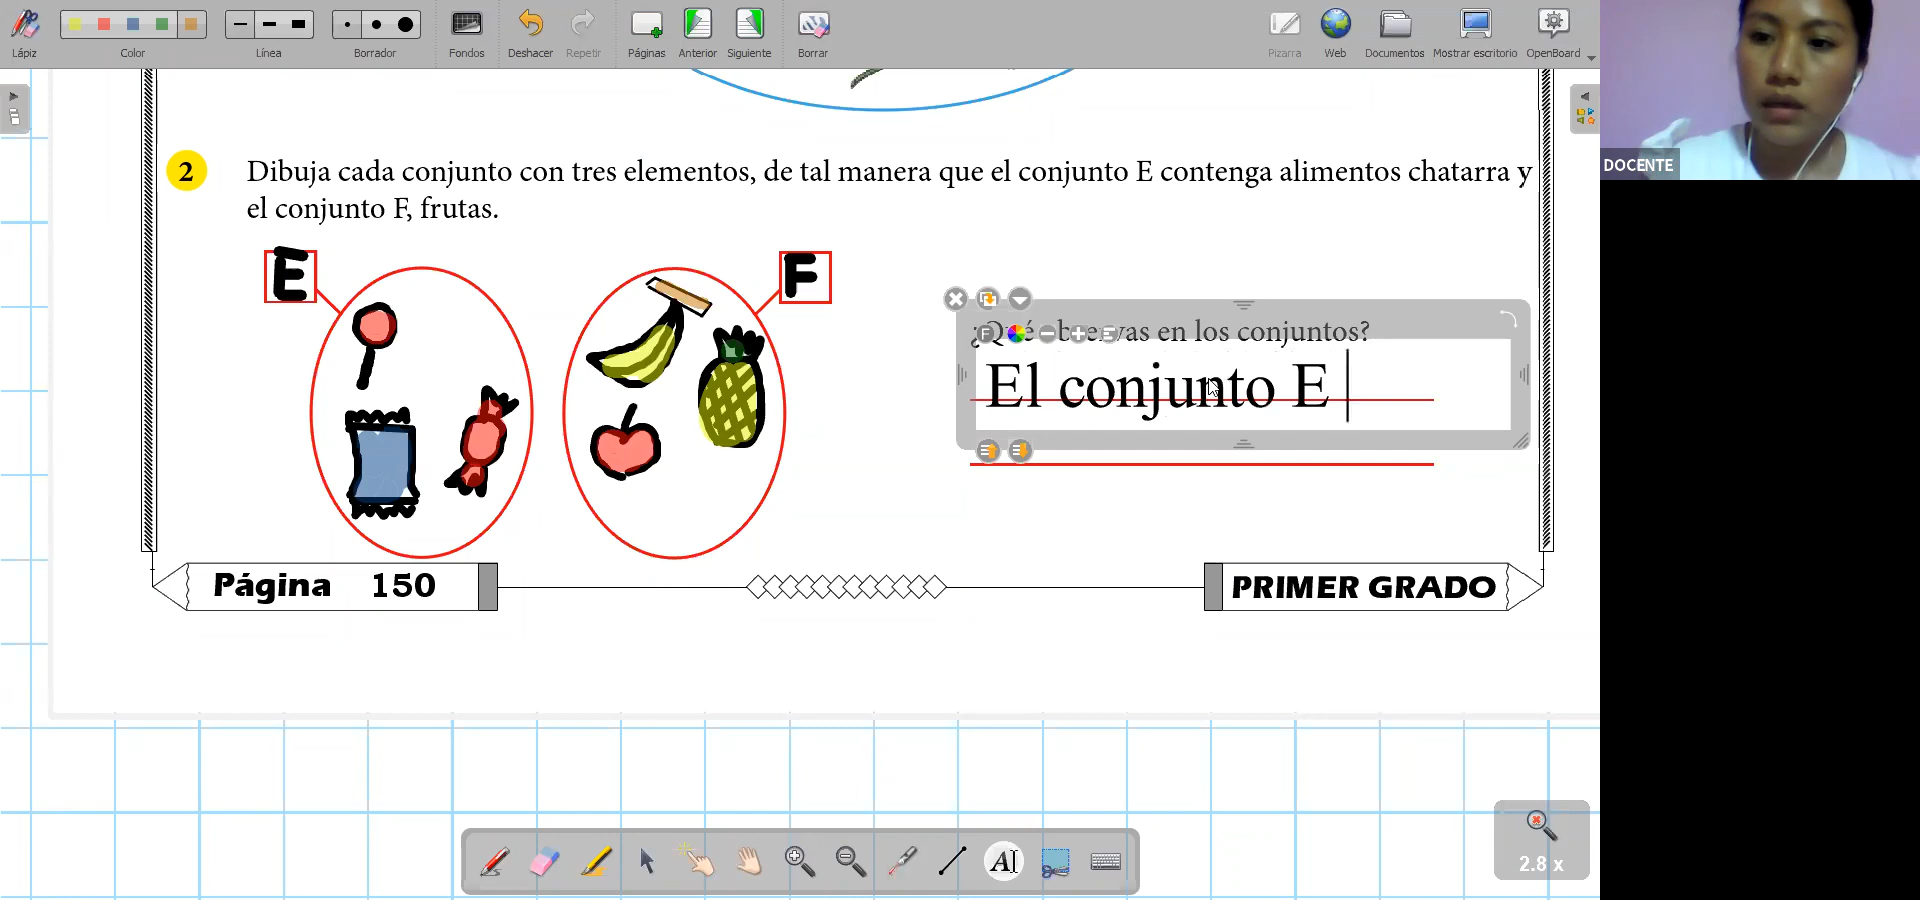 Lápiz
Color
Línea
Borrador
Fondos
Deshacer
Repetir
Páginas
Anterior
Siguiente
Borrar
Pizarra
Web
Documentos
Mostrar escritorio
OpenBoard
DOCENTE
2
Dibuja cada conjunto con tres elementos, de tal manera que el conjunto E contenga alimentos chatarra y
el conjunto F, frutas.
E
F
¿Qué observas en los conjuntos?
El conjunto E
Página 150
PRIMER GRADO
2.8 x